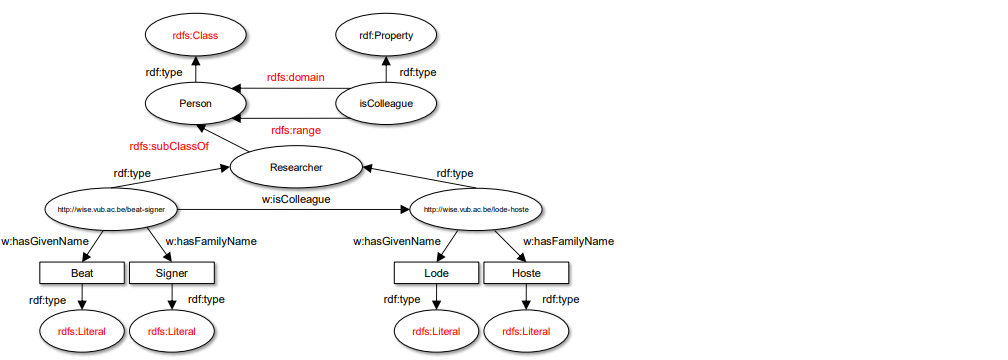 rdfs:Class
rdf:Property
rdf:type
rdf:type
rdfs:domain
Person
isColleague
rdfs:range
rdfs:subClassOf
Researcher
rdf:type
rdf:type
w:isColleague
http://wise.vub.ac.be/beat-signer
http://wise.vub.ac.be/lode-hoste
w:hasGivenName
w:hasFamilyName
w:hasGivenName
w:hasFamilyName
Beat
Signer
Lode
Hoste
rdf:type
rdf:type
rdf:type
rdf:type
rdfs:Literal
rdfs:Literal
rdfs:Literal
rdfs:Literal